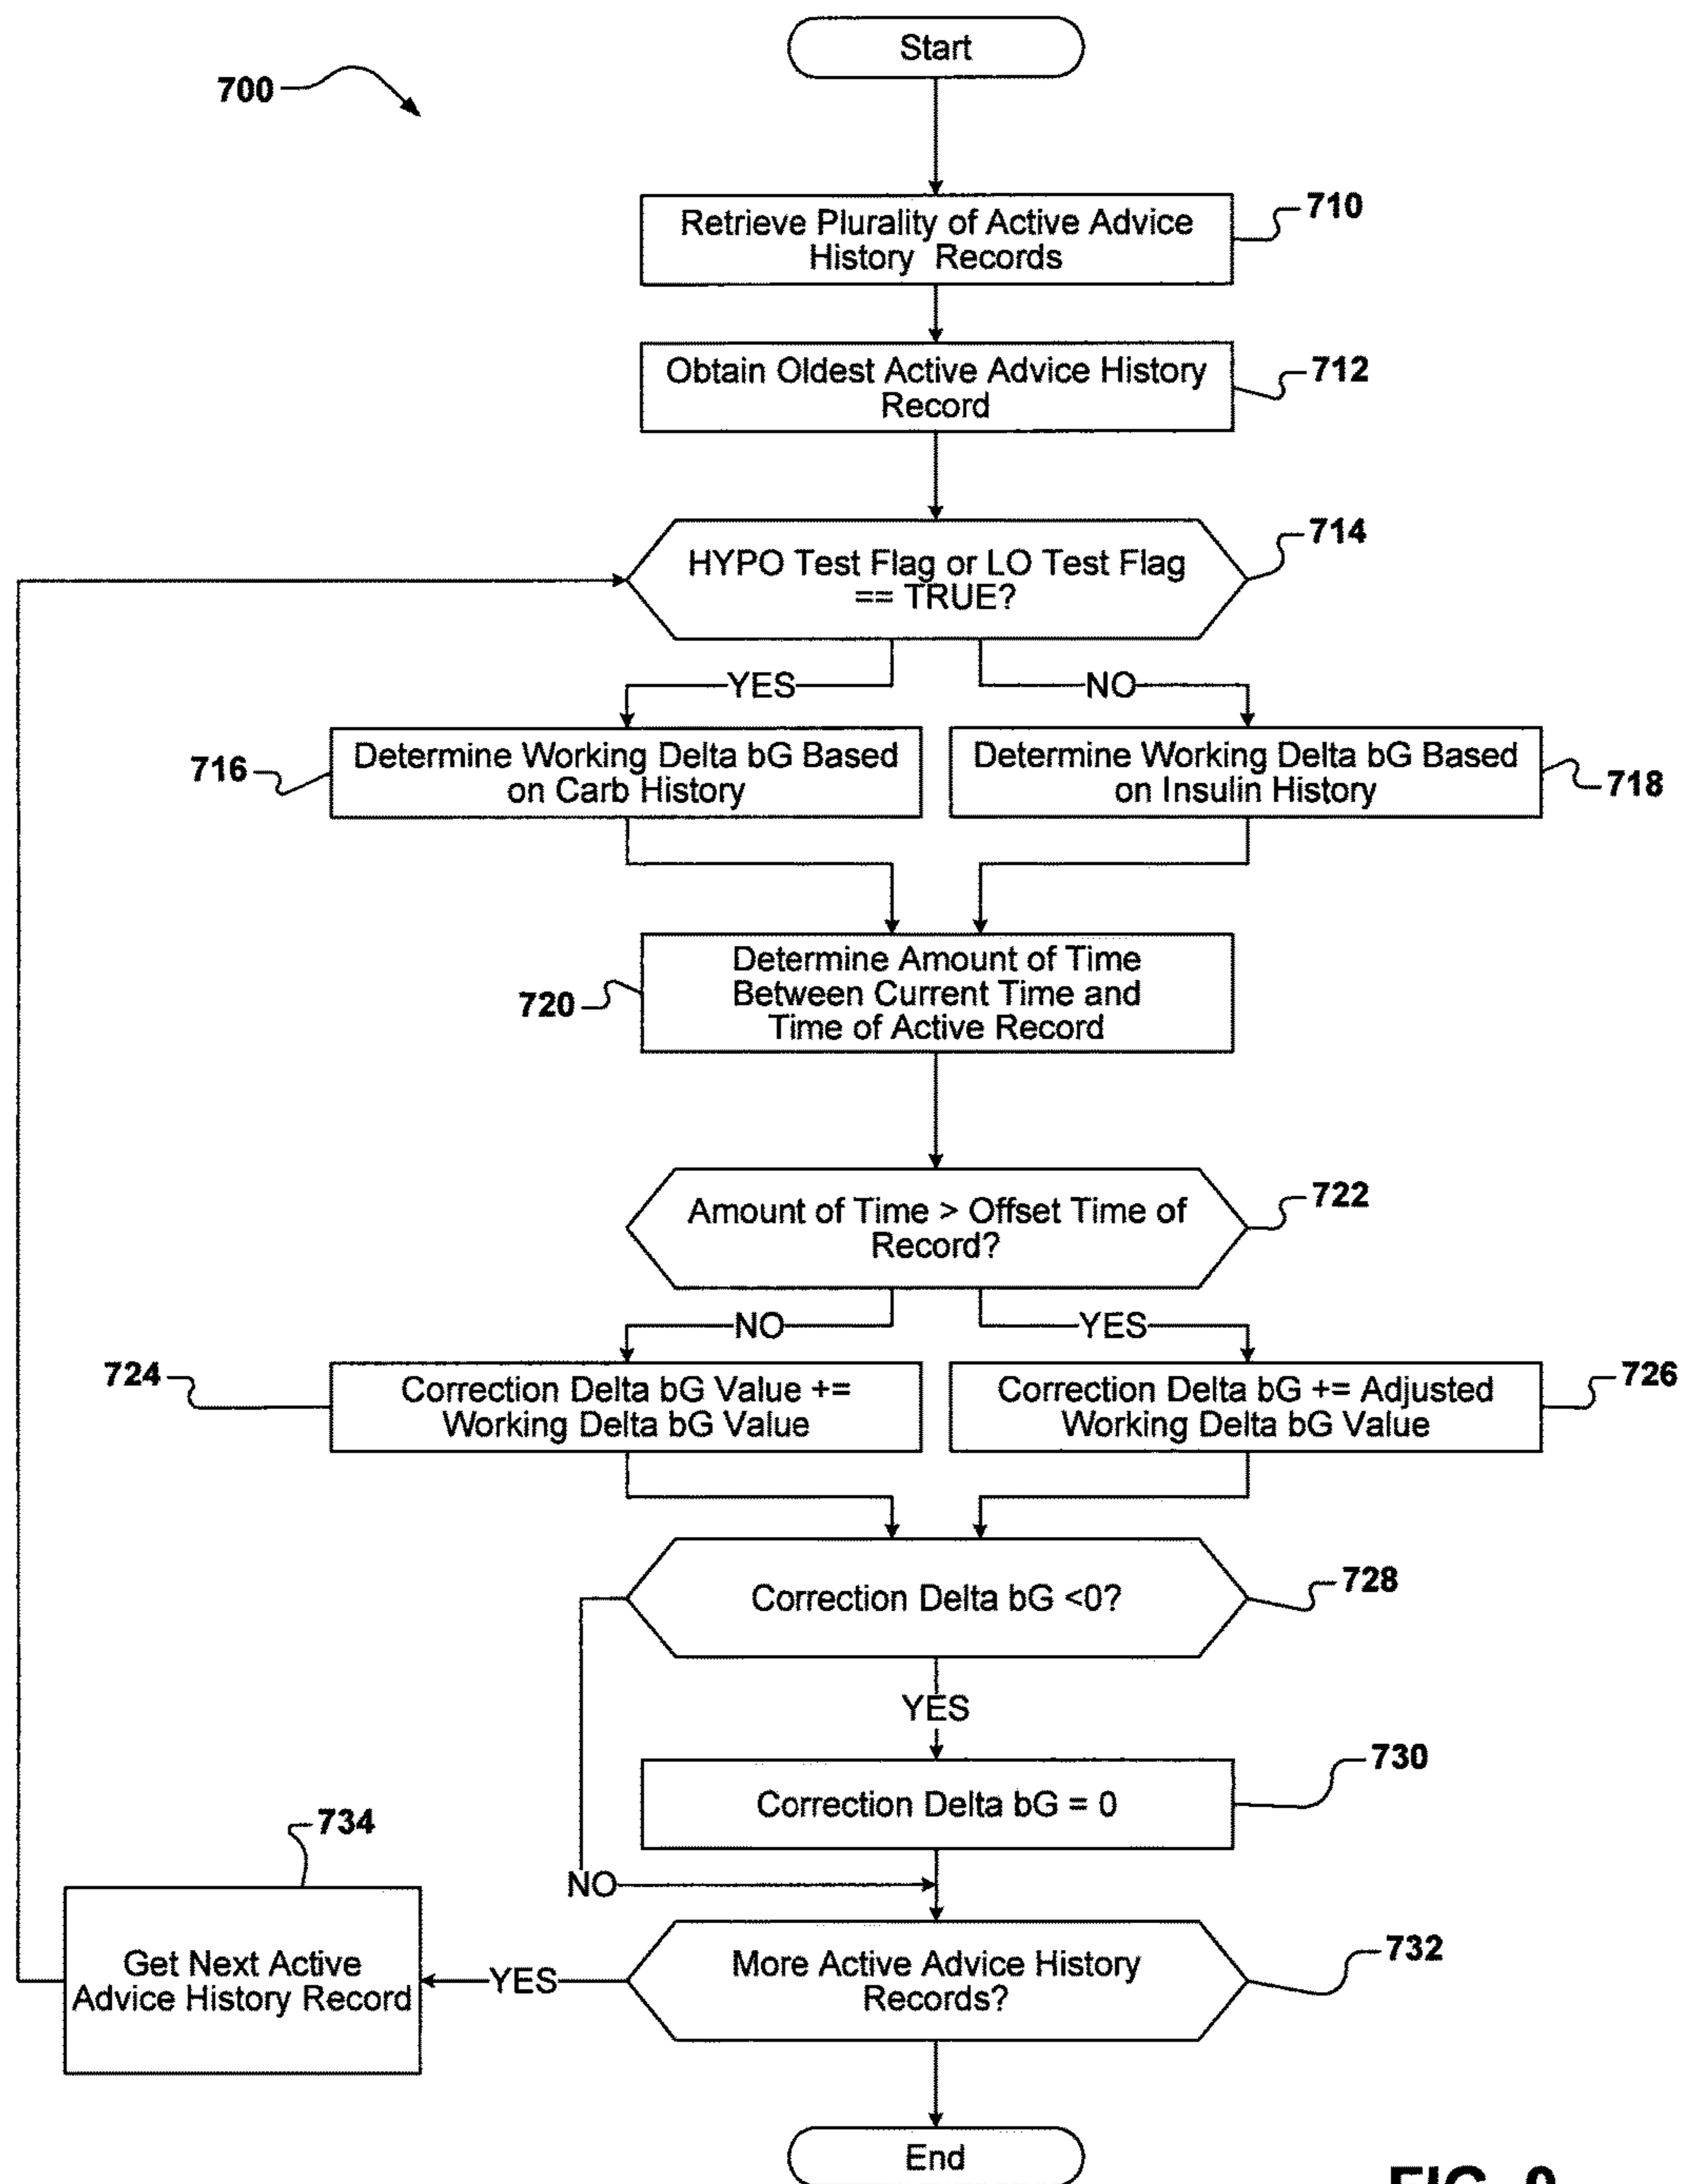 Start
700
Retrieve Plurality of Active Advice
History Records
710
Obtain Oldest Active Advice History
Record
712
HYPO Test Flag or LO Test Flag
== TRUE?
714
YES
NO
716
Determine Working Delta bG Based
on Carb History
Determine Working Delta bG Based
on Insulin History
718
720
Determine Amount of Time
Between Current Time and
Time of Active Record
Amount of Time > Offset Time of
Record?
722
NO
YES
724
Correction Delta bG Value +=
Working Delta bG Value
Correction Delta bG += Adjusted
Working Delta bG Value
726
Correction Delta bG <0?
728
YES
730
Correction Delta bG = 0
734
NO
Get Next Active
Advice History Record
YES
More Active Advice History
Records?
732
End